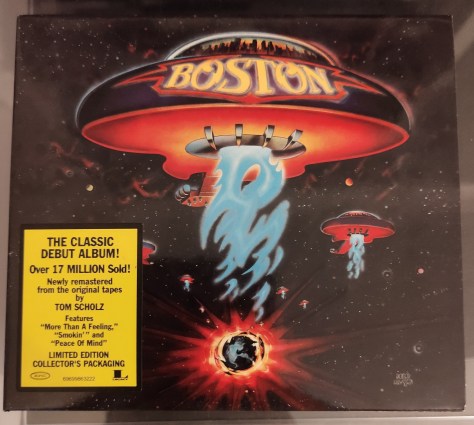 BOSTON
THE CLASSIC
DEBUT ALBUM!
Over 17 MILLION Sold!
Newly remastered
from the original tapes
by
TOM SCHOLZ
Features
"More Than A Feeling,"
"Smokin'" and
"Peace Of Mind"
LIMITED EDITION
COLLECTOR'S PACKAGING